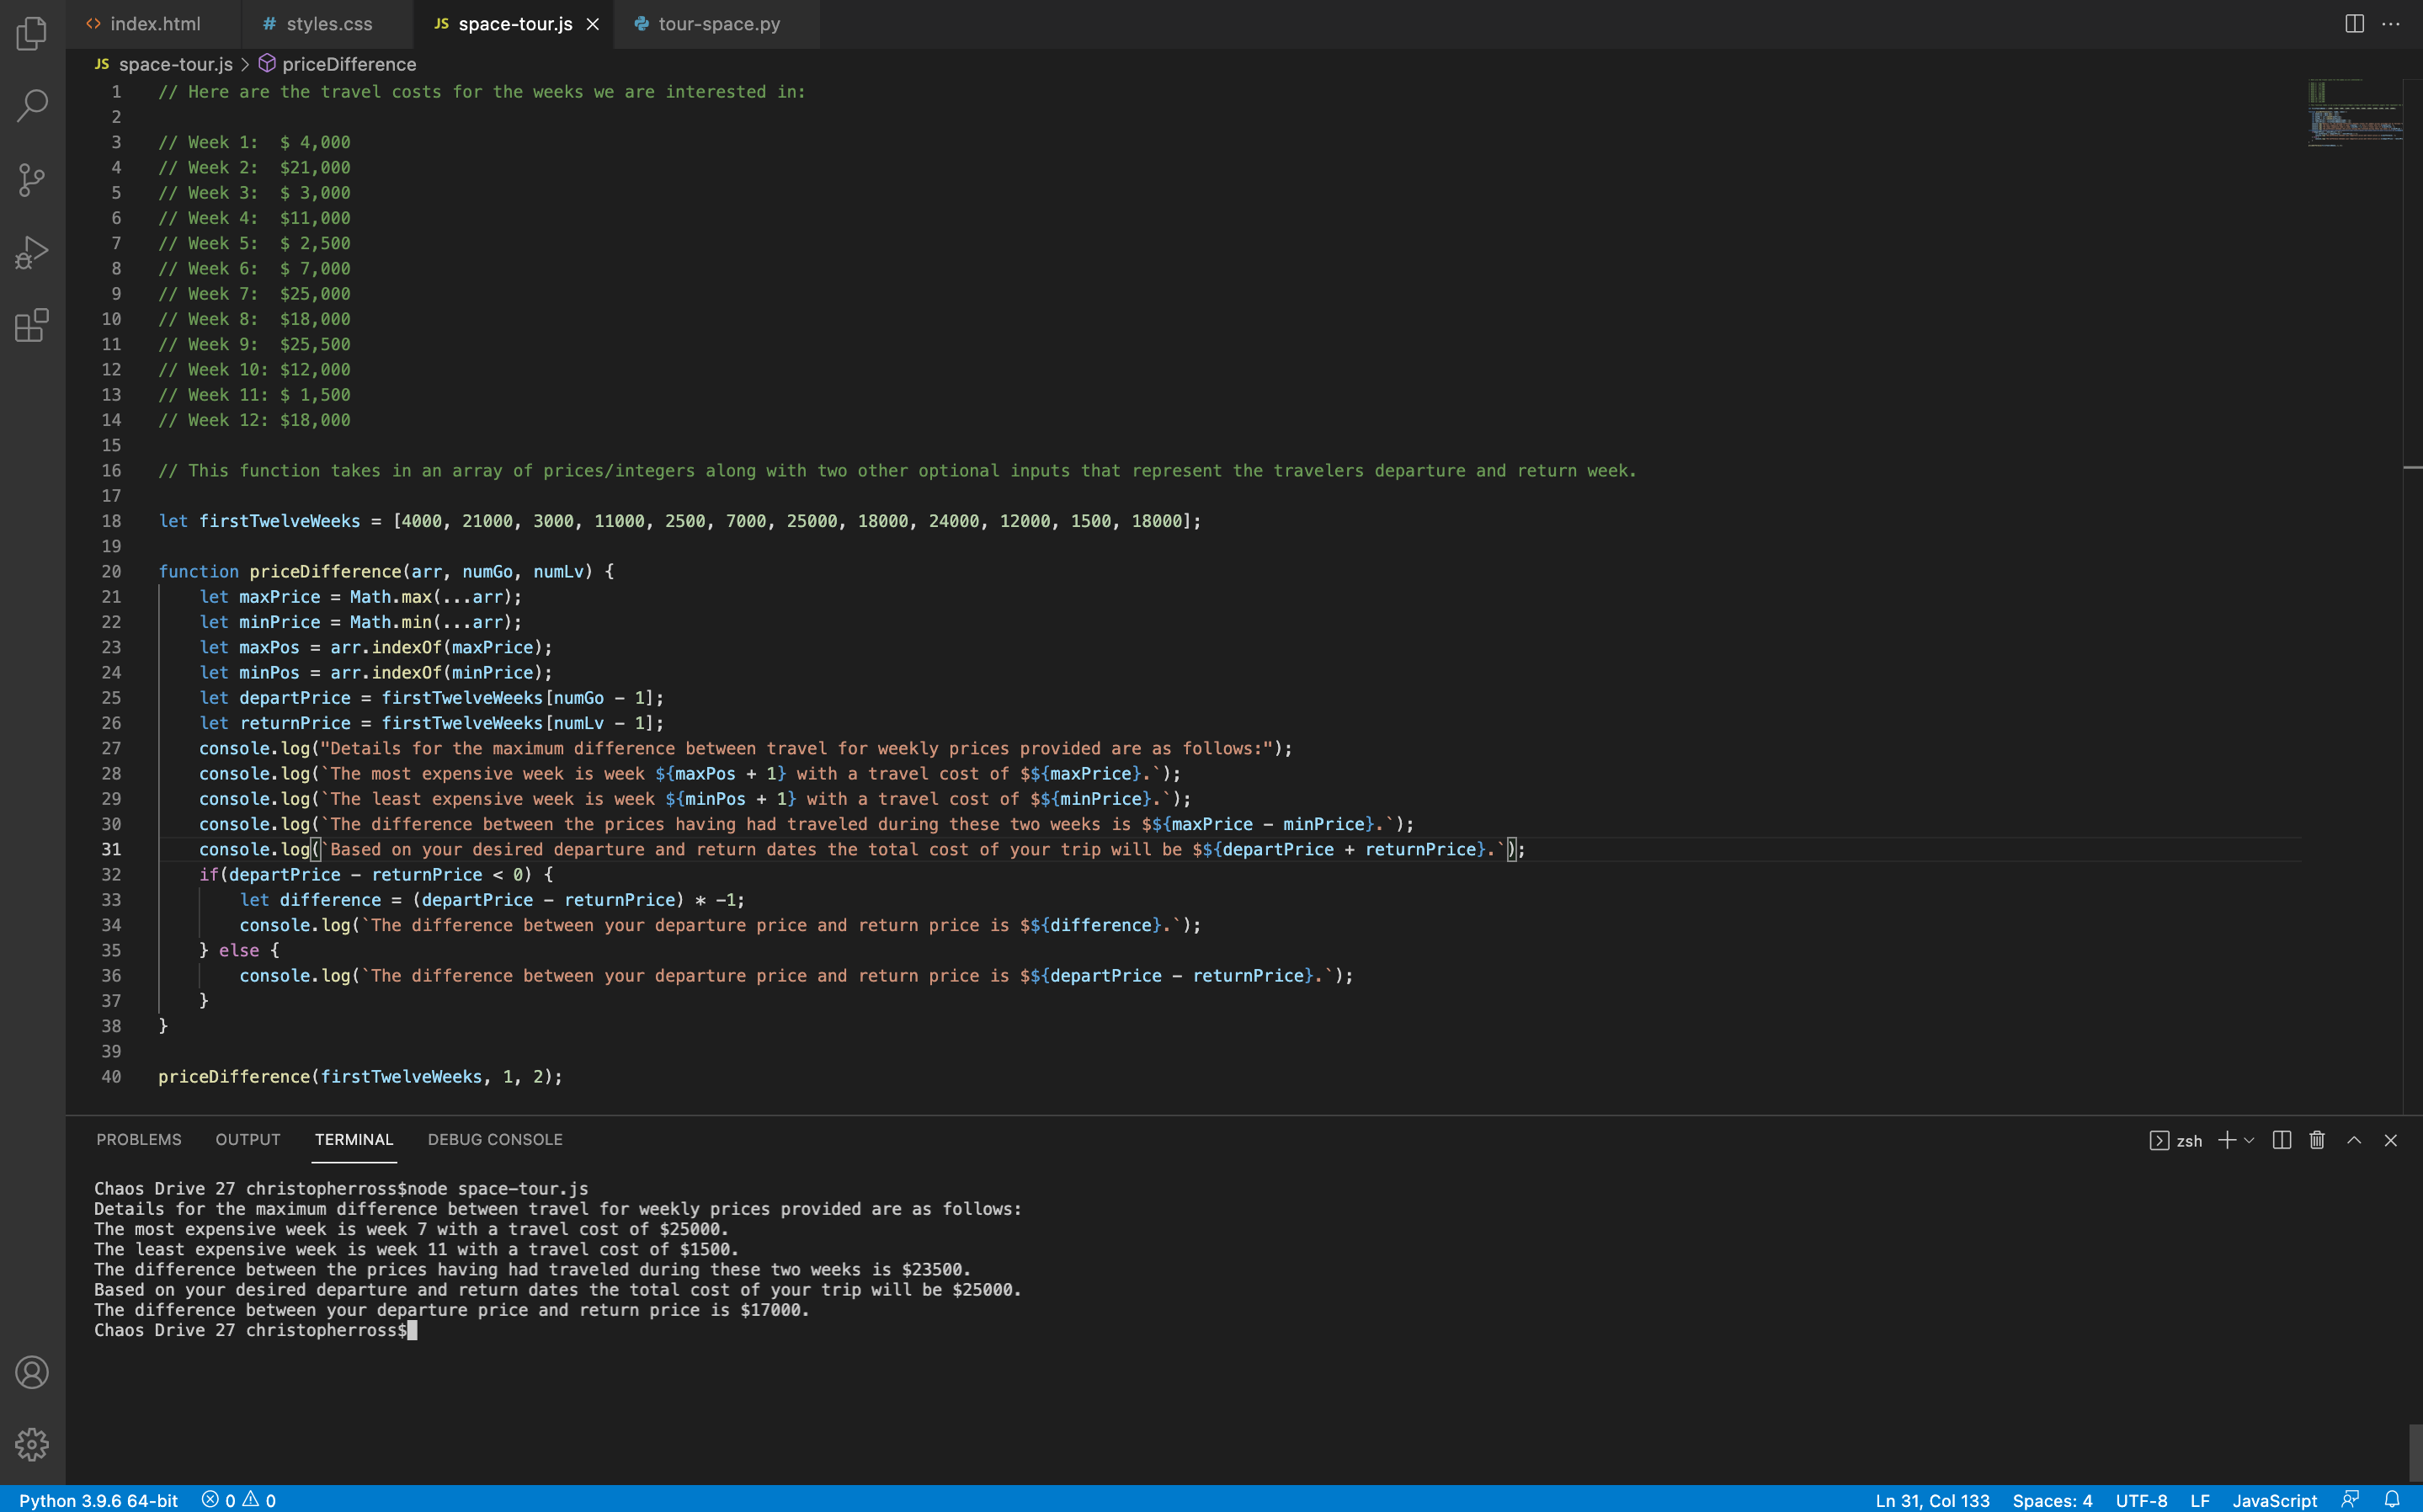 index.html
styles.css
JS space-tour.js
tour-space.py
JS space-tour.js > priceDifference
1 // Here are the travel costs for the weeks we are interested in:
2
3 // Week 1:  $ 4,000
4 // Week 2:  $21,000
5 // Week 3:  $ 3,000
6 // Week 4:  $11,000
7 // Week 5:  $ 2,500
8 // Week 6:  $ 7,000
9 // Week 7:  $25,000
10 // Week 8:  $18,000
11 // Week 9:  $25,500
12 // Week 10: $12,000
13 // Week 11: $ 1,500
14 // Week 12: $18,000
15
16 // This function takes in an array of prices/integers along with two other optional inputs that represent the travelers departure and return week.
17
18 let firstTwelveWeeks = [4000, 21000, 3000, 11000, 2500, 7000, 25000, 18000, 24000, 12000, 1500, 18000];
19
20 function priceDifference(arr, numGo, numLv) {
21     let maxPrice = Math.max(...arr);
22     let minPrice = Math.min(...arr);
23     let maxPos = arr.indexOf(maxPrice);
24     let minPos = arr.indexOf(minPrice);
25     let departPrice = firstTwelveWeeks[numGo - 1];
26     let returnPrice = firstTwelveWeeks[numLv - 1];
27     console.log("Details for the maximum difference between travel for weekly prices provided are as follows:");
28     console.log(`The most expensive week is week ${maxPos + 1} with a travel cost of $${maxPrice}.`);
29     console.log(`The least expensive week is week ${minPos + 1} with a travel cost of $${minPrice}.`);
30     console.log(`The difference between the prices having had traveled during these two weeks is $${maxPrice - minPrice}.`);
31     console.log(`Based on your desired departure and return dates the total cost of your trip will be $${departPrice + returnPrice}.`);
32     if(departPrice - returnPrice < 0) {
33         let difference = (departPrice - returnPrice) * -1;
34         console.log(`The difference between your departure price and return price is $${difference}.`);
35     } else {
36         console.log(`The difference between your departure price and return price is $${departPrice - returnPrice}.`);
37     }
38 }
39
40 priceDifference(firstTwelveWeeks, 1, 2);
PROBLEMS OUTPUT TERMINAL DEBUG CONSOLE
zsh
Chaos Drive 27 christopherross$node space-tour.js
Details for the maximum difference between travel for weekly prices provided are as follows:
The most expensive week is week 7 with a travel cost of $25000.
The least expensive week is week 11 with a travel cost of $1500.
The difference between the prices having had traveled during these two weeks is $23500.
Based on your desired departure and return dates the total cost of your trip will be $25000.
The difference between your departure price and return price is $17000.
Chaos Drive 27 christopherross$
Python 3.9.6 64-bit 0 0 Ln 31, Col 133 Spaces: 4 UTF-8 LF JavaScript